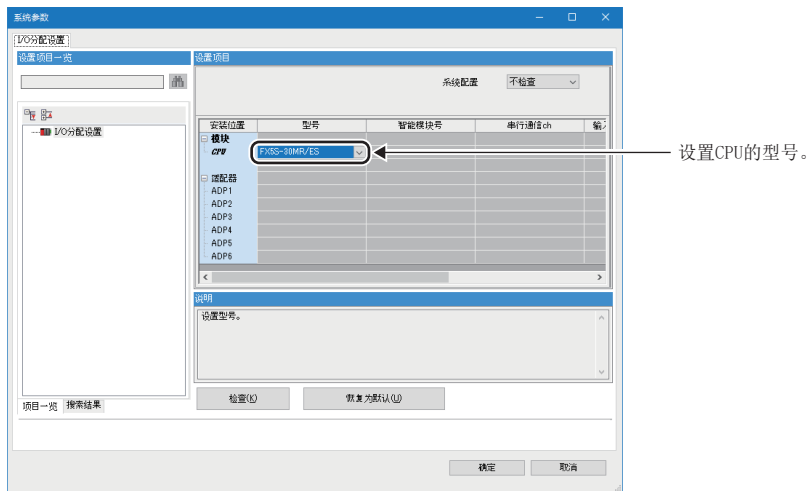 系统参数
I/O分配设置
设置项目一览
设置项目
系统配置 不检查
I/O分配设置
安装位置 型号 智能模块号 串行通信ch
模块
CPU FX5S-30MR/ES
设置CPU的型号。
适配器
ADP1
ADP2
ADP3
ADP4
ADP5
ADP6
说明
设置型号。
检查(K) 恢复为默认(U)
项目一览 搜索结果
确定 取消